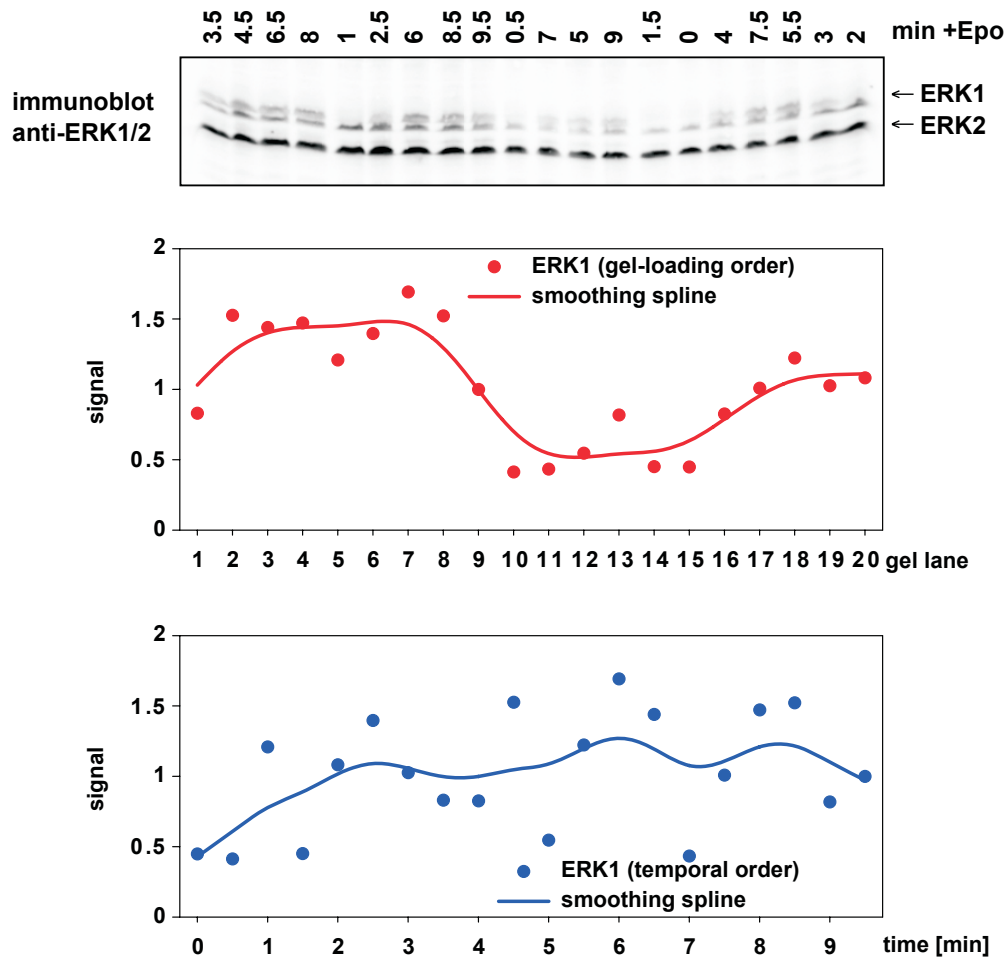 3.5 4.5 6.5 8 1 2.5 6 8.5 9.5 0.5 7 5 9 1.5 0 4 7.5 5.5 3 2 min +Epo
immunoblot
anti-ERK1/2
← ERK1
← ERK2
2
1.5
1
0.5
0
signal
ERK1 (gel-loading order)
smoothing spline
1 2 3 4 5 6 7 8 9 10 11 12 13 14 15 16 17 18 19 20 gel lane
2
1.5
1
0.5
0
signal
ERK1 (temporal order)
smoothing spline
0 1 2 3 4 5 6 7 8 9 time [min]